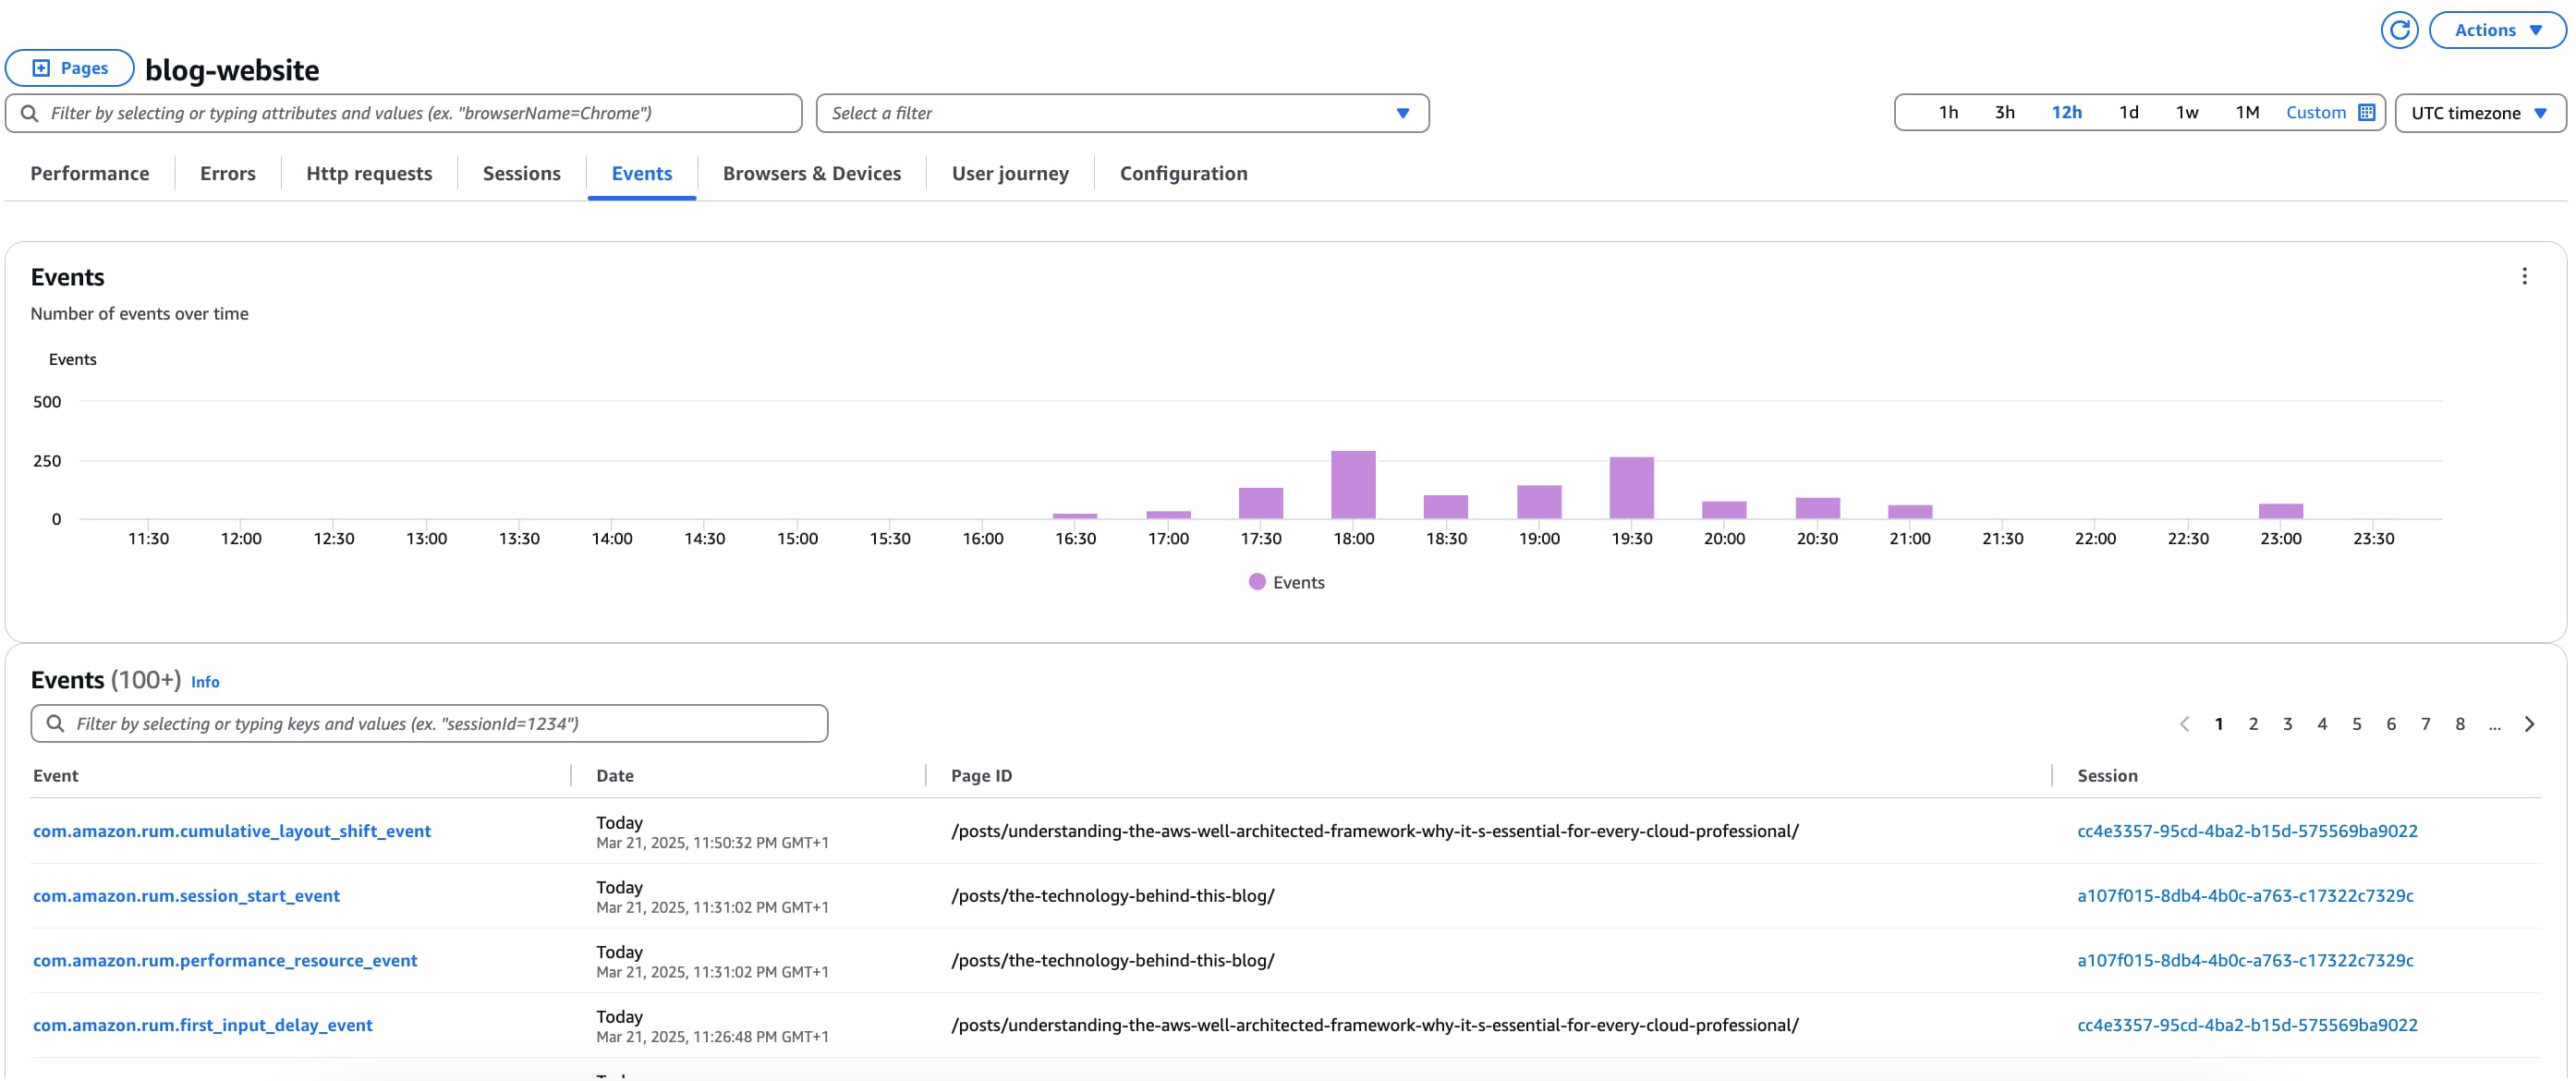 Actions
Pages blog-website
Filter by selecting or typing attributes and values (ex. "browserName=Chrome") Select a filter 1h 3h 12h 1d 1w 1M Custom UTC timezone
Performance Errors Http requests Sessions Events Browsers & Devices User journey Configuration
Events
Number of events over time
Events
500
250
0
11:30 12:00 12:30 13:00 13:30 14:00 14:30 15:00 15:30 16:00 16:30 17:00 17:30 18:00 18:30 19:00 19:30 20:00 20:30 21:00 21:30 22:00 22:30 23:00 23:30
Events
Events (100+) Info
Filter by selecting or typing keys and values (ex. "sessionId=1234") 1 2 3 4 5 6 7 8 ...
Event Date Page ID Session
com.amazon.rum.cumulative_layout_shift_event Today /posts/understanding-the-aws-well-architected-framework-why-it-s-essential-for-every-cloud-professional/ cc4e3357-95cd-4ba2-b15d-575569ba9022
Mar 21, 2025, 11:50:32 PM GMT+1
com.amazon.rum.session_start_event Today /posts/the-technology-behind-this-blog/ a107f015-8db4-4b0c-a763-c17322c7329c
Mar 21, 2025, 11:31:02 PM GMT+1
com.amazon.rum.performance_resource_event Today /posts/the-technology-behind-this-blog/ a107f015-8db4-4b0c-a763-c17322c7329c
Mar 21, 2025, 11:31:02 PM GMT+1
com.amazon.rum.first_input_delay_event Today /posts/understanding-the-aws-well-architected-framework-why-it-s-essential-for-every-cloud-professional/ cc4e3357-95cd-4ba2-b15d-575569ba9022
Mar 21, 2025, 11:26:48 PM GMT+1